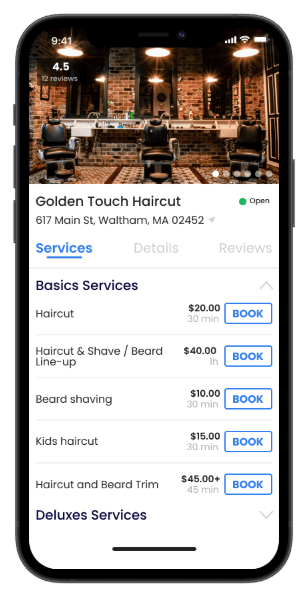 9:41
4.5
12 reviews
Golden Touch Haircut
Open
617 Main St, Waltham, MA 02452
Services Details Reviews
Basics Services
Haircut $20.00 BOOK
30 min
Haircut & Shave / Beard $40.00 BOOK
Line-up 1h
Beard shaving $10.00 BOOK
30 min
Kids haircut $15.00 BOOK
30 min
Haircut and Beard Trim $45.00+ BOOK
45 min
Deluxes Services